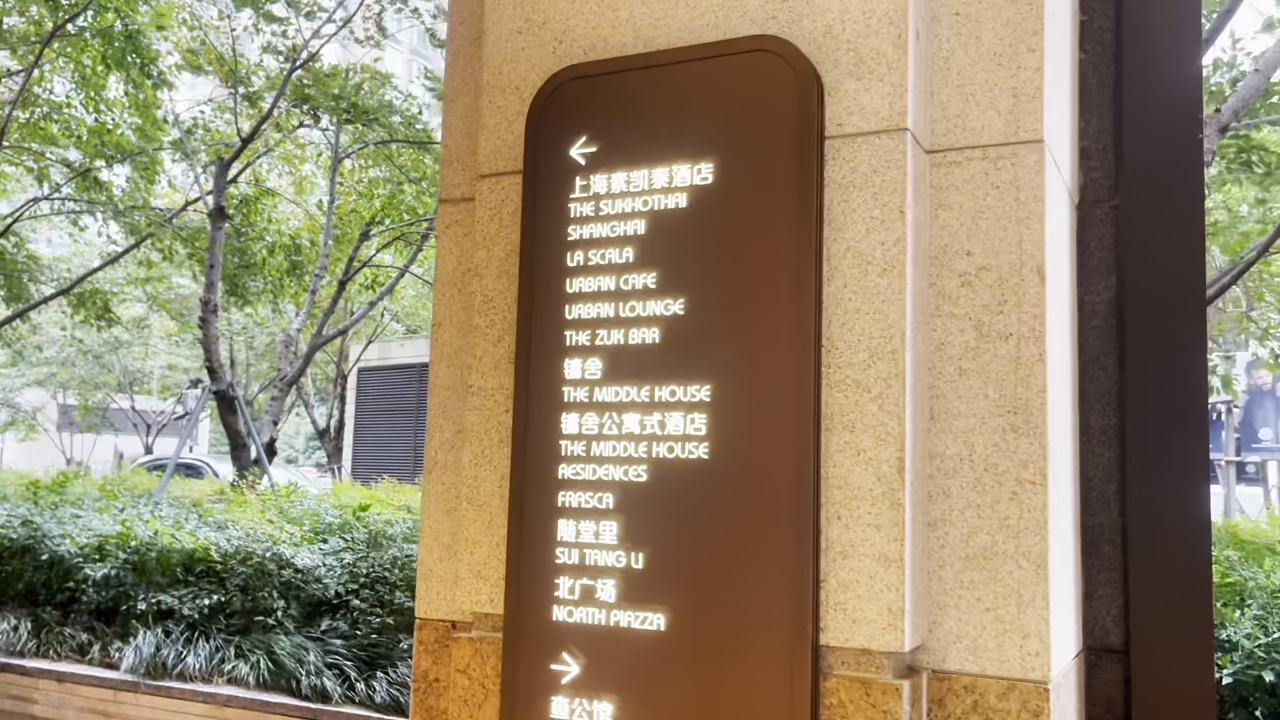 ←
上海素凯泰酒店
THE SUKHOTHAI
SHANGHAI
LA SCALA
URBAN CAFE
URBAN LOUNGE
THE ZUK BAR
镛舍
THE MIDDLE HOUSE
镛舍公寓式酒店
THE MIDDLE HOUSE
RESIDENCES
FRASCA
随堂里
SUI TANG LI
北广场
NORTH PIAZZA
→
查公馆